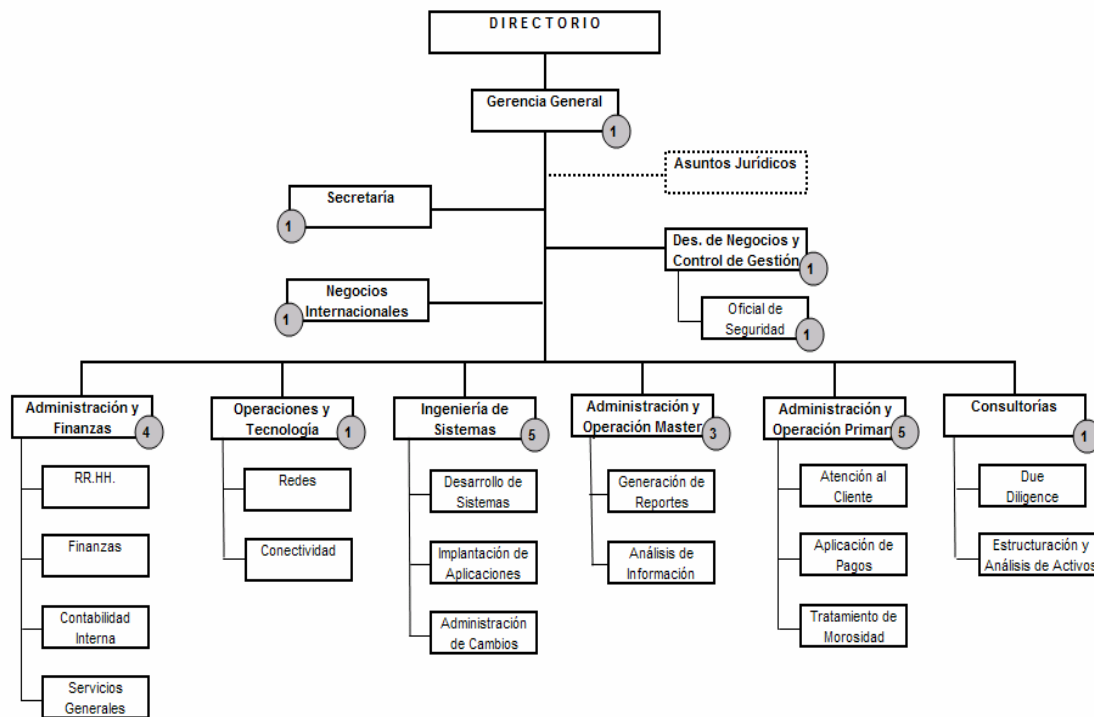 DIRECTORIO
Gerencia General
1
Asuntos Jurídicos
Secretaría
1
Des. de Negocios y
Control de Gestión
1
Negocios
Internacionales
1
Oficial de
Seguridad
1
Administración y
Finanzas
4
RR.HH.
Finanzas
Contabilidad
Interna
Servicios
Generales
Operaciones y
Tecnología
1
Redes
Conectividad
Ingeniería de
Sistemas
5
Desarrollo de
Sistemas
Implantación de
Aplicaciones
Administración
de Cambios
Administración y
Operación Master
3
Generación de
Reportes
Análisis de
Información
Administración y
Operación Primar
5
Atención al
Cliente
Aplicación de
Pagos
Tratamiento de
Morosidad
Consultorías
1
Due
Diligence
Estructuración y
Análisis de Activos